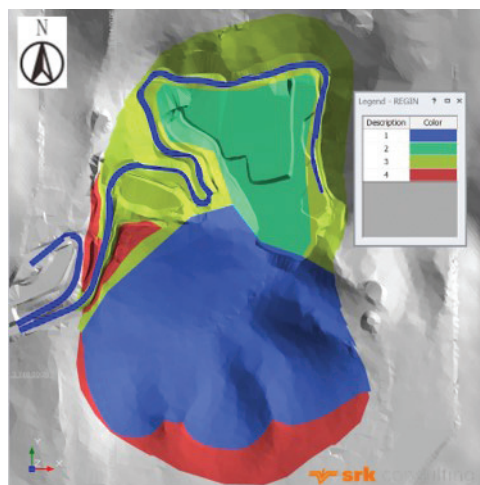 N
Legend - REGIN ? □ ×
Description Color
1
2
3
4
srk consulting